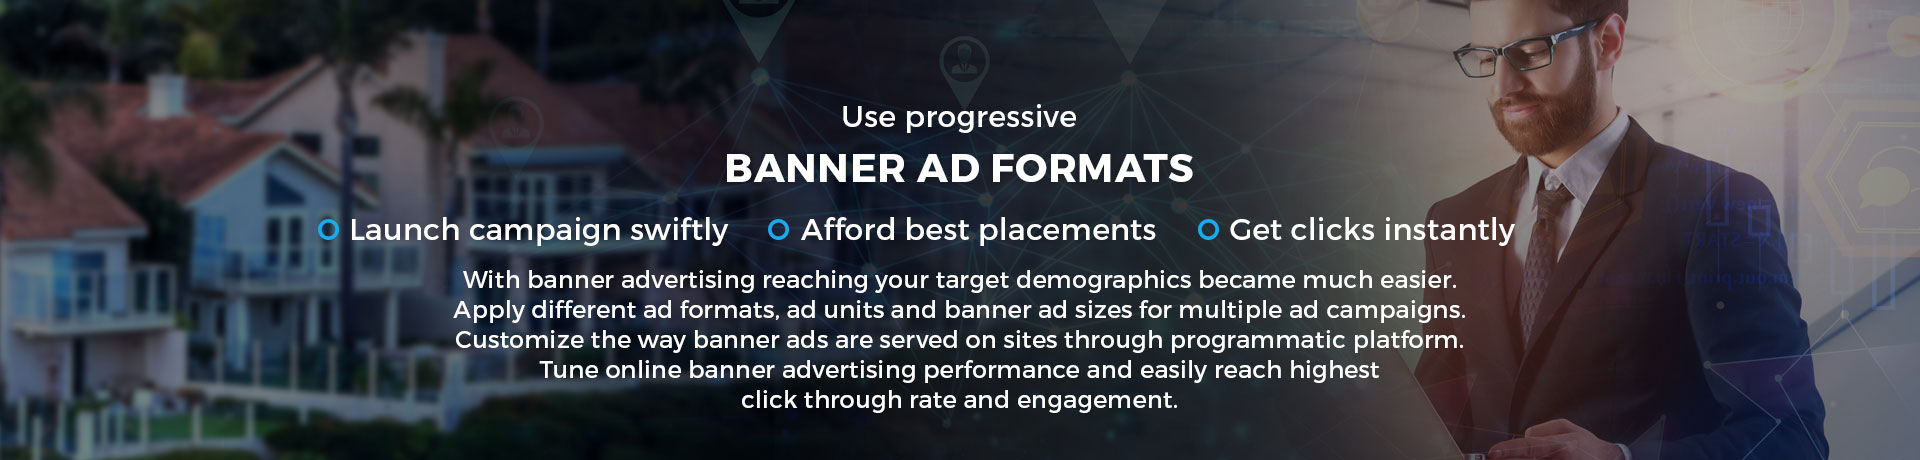 Use progressive
BANNER AD FORMATS
Launch campaign swiftly Afford best placements Get clicks instantly
With banner advertising reaching your target demographics became much easier.
Apply different ad formats, ad units and banner ad sizes for multiple ad campaigns.
Customize the way banner ads are served on sites through programmatic platform.
Tune online banner advertising performance and easily reach highest
click through rate and engagement.